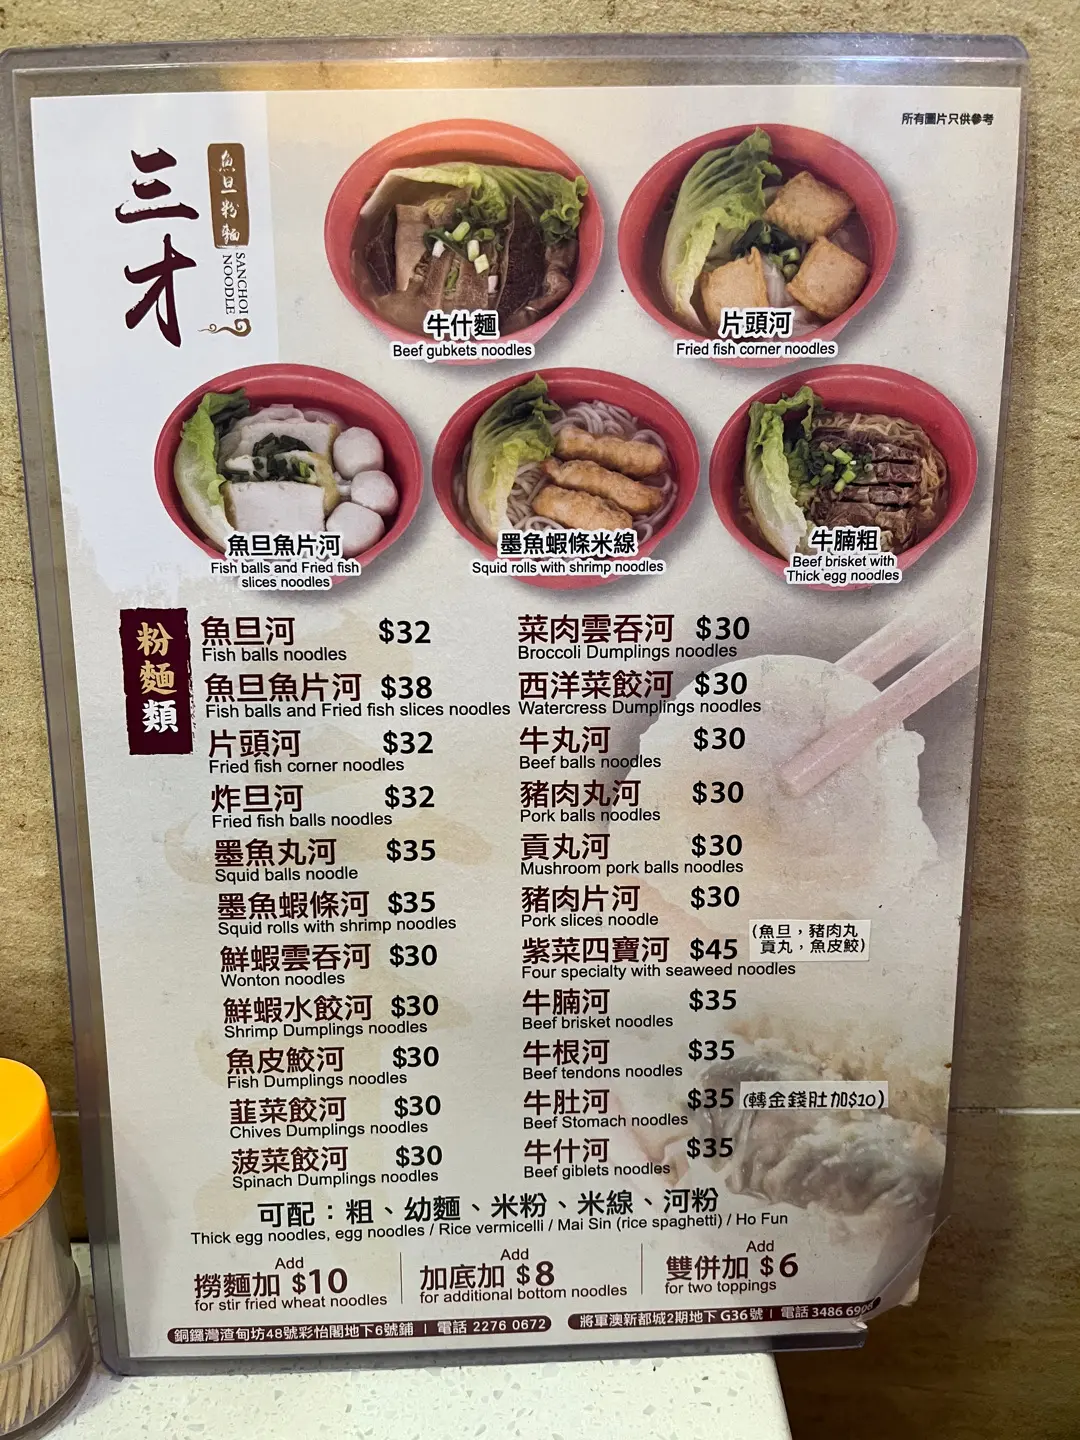 所有圖片只供參考
三才
魚旦粉麵
SANCHOI
NOODLE
牛什麵
Beef gubkets noodles
片頭河
Fried fish corner noodles
魚旦魚片河
Fish balls and Fried fish
slices noodles
墨魚蝦條米線
Squid rolls with shrimp noodles
牛腩粗
Beef brisket with
Thick egg noodles
粉麵類
魚旦河 $32
Fish balls noodles
魚旦魚片河 $38
Fish balls and Fried fish slices noodles
片頭河 $32
Fried fish corner noodles
炸旦河 $32
Fried fish balls noodles
墨魚丸河 $35
Squid balls noodle
墨魚蝦條河 $35
Squid rolls with shrimp noodles
鮮蝦雲吞河 $30
Wonton noodles
鮮蝦水餃河 $30
Shrimp Dumplings noodles
魚皮餃河 $30
Fish Dumplings noodles
韮菜餃河 $30
Chives Dumplings noodles
菠菜餃河 $30
Spinach Dumplings noodles
菜肉雲吞河 $30
Broccoli Dumplings noodles
西洋菜餃河 $30
Watercress Dumplings noodles
牛丸河 $30
Beef balls noodles
豬肉丸河 $30
Pork balls noodles
貢丸河 $30
Mushroom pork balls noodles
豬肉片河 $30
Pork slices noodle
紫菜四寶河 $45
(魚旦，豬肉丸
貢丸，魚皮餃)
Four specialty with seaweed noodles
牛腩河 $35
Beef brisket noodles
牛根河 $35
Beef tendons noodles
牛肚河 $35 (轉金錢肚加$10)
Beef Stomach noodles
牛什河 $35
Beef giblets noodles
可配：粗、幼麵、米粉、米線、河粉
Thick egg noodles, egg noodles / Rice vermicelli / Mai Sin (rice spaghetti) / Ho Fun
Add
撈麵加 $10
for stir fried wheat noodles
Add
加底加 $8
for additional bottom noodles
Add
雙併加 $6
for two toppings
銅鑼灣渣甸坊48號彩怡閣地下6號鋪 | 電話 2276 0672
將軍澳新都城2期地下 G36號 | 電話 3486 6908